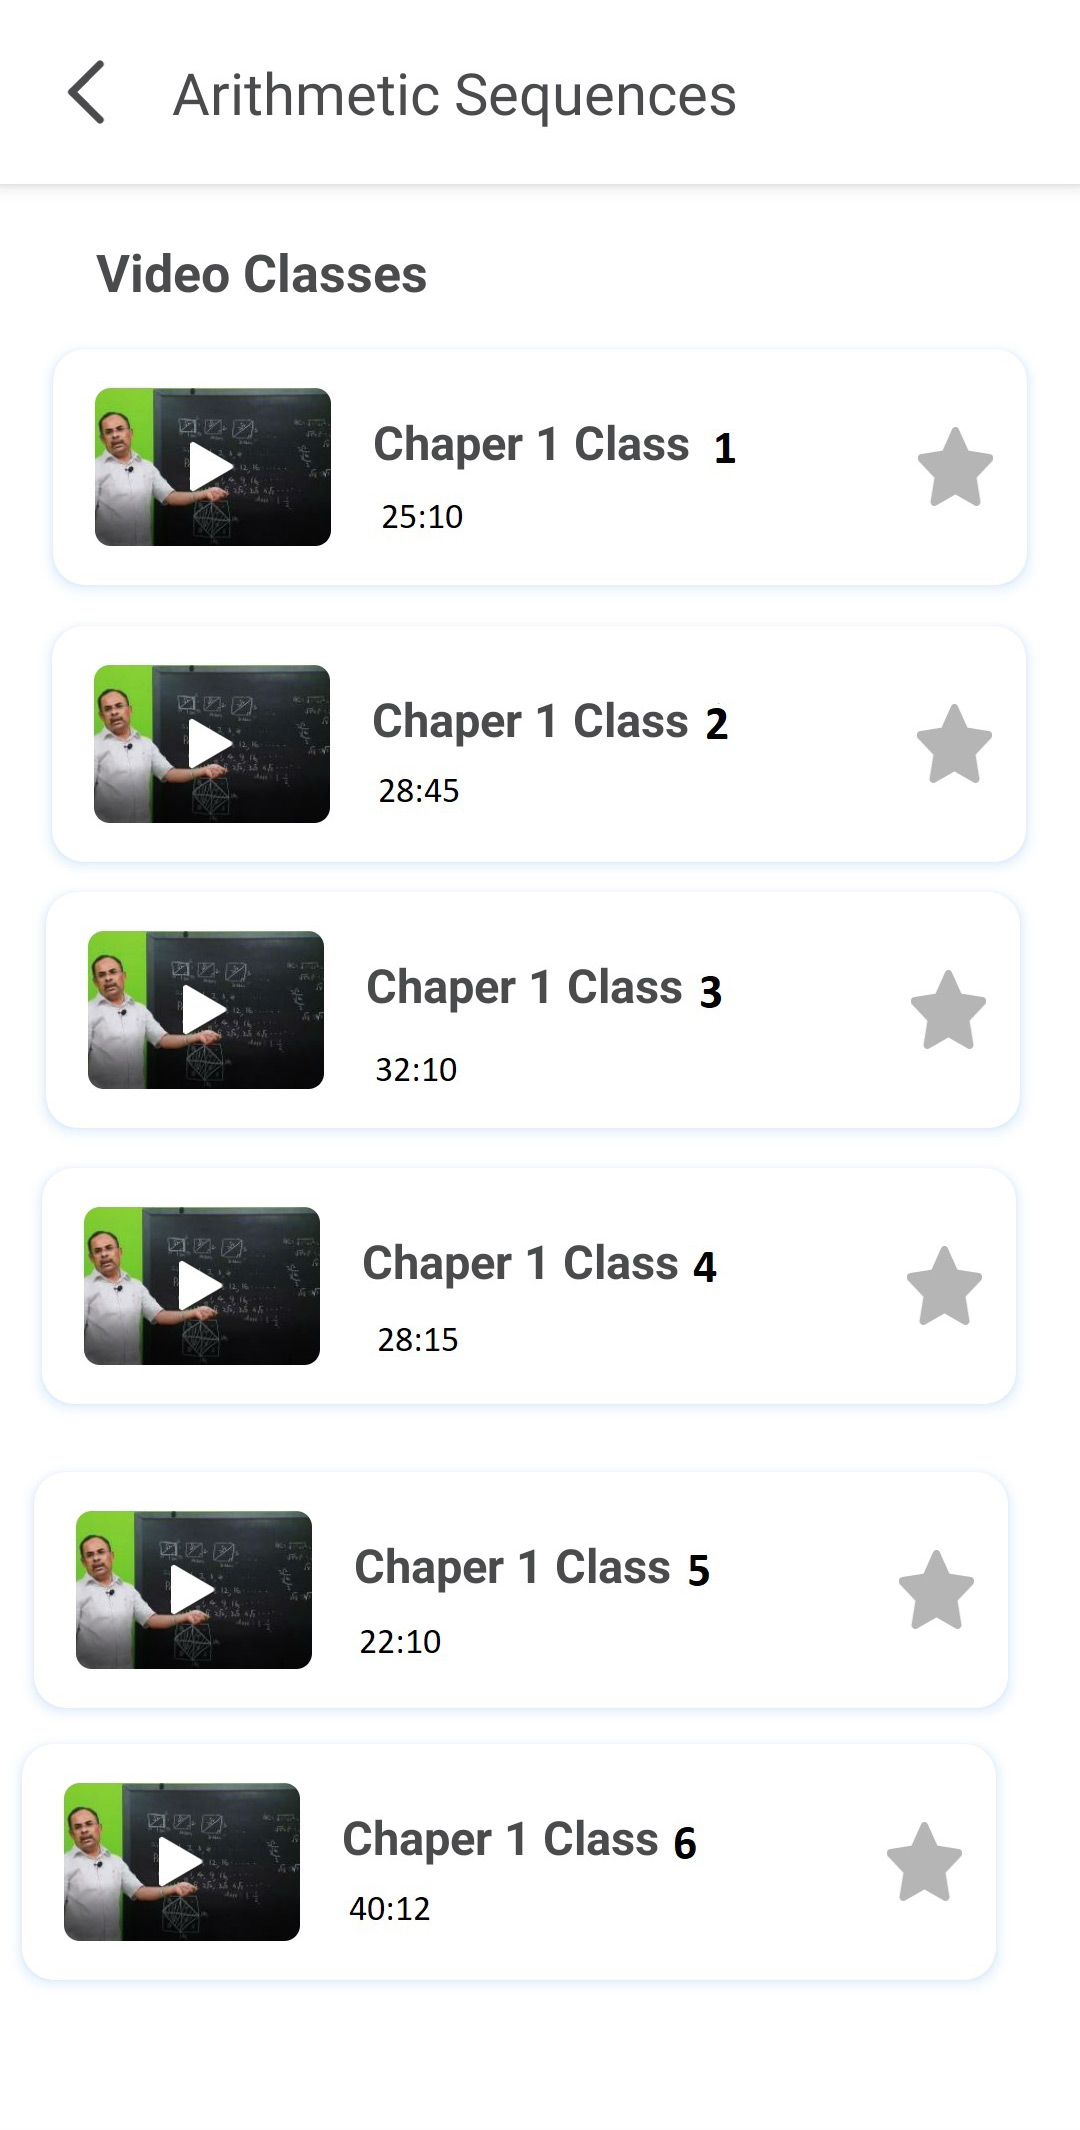 Arithmetic Sequences
Video Classes
Chaper 1 Class 1
25:10
Chaper 1 Class 2
28:45
Chaper 1 Class 3
32:10
Chaper 1 Class 4
28:15
Chaper 1 Class 5
22:10
Chaper 1 Class 6
40:12